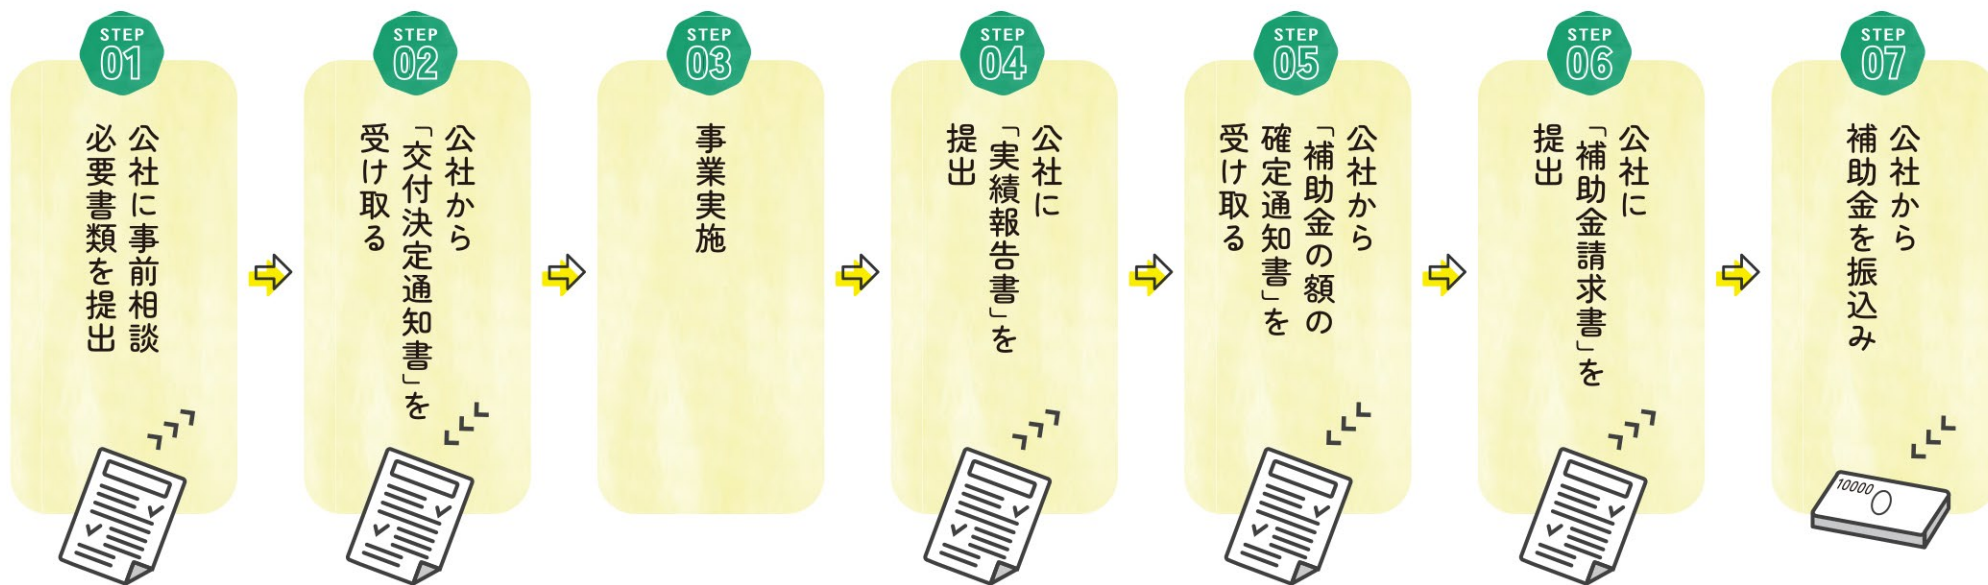 STEP
01
公社に事前相談
必要書類を提出
STEP
02
公社から
「交付決定通知書」を
受け取る
STEP
03
事業実施
STEP
04
公社に
「実績報告書」を
提出
STEP
05
公社から
「補助金の額の
確定通知書」を
受け取る
STEP
06
公社に
「補助金請求書」を
提出
STEP
07
公社から
補助金を振込み
10000